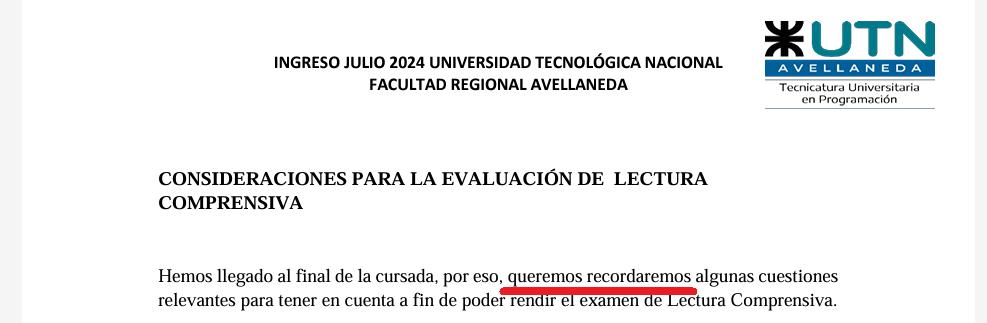 INGRESO JULIO 2024 UNIVERSIDAD TECNOLÓGICA NACIONAL
FACULTAD REGIONAL AVELLANEDA
UTN
AVELLANEDA
Tecnicatura Universitaria
en Programación
CONSIDERACIONES PARA LA EVALUACIÓN DE LECTURA
COMPRENSIVA
Hemos llegado al final de la cursada, por eso, queremos recordaremos algunas cuestiones
relevantes para tener en cuenta a fin de poder rendir el examen de Lectura Comprensiva.